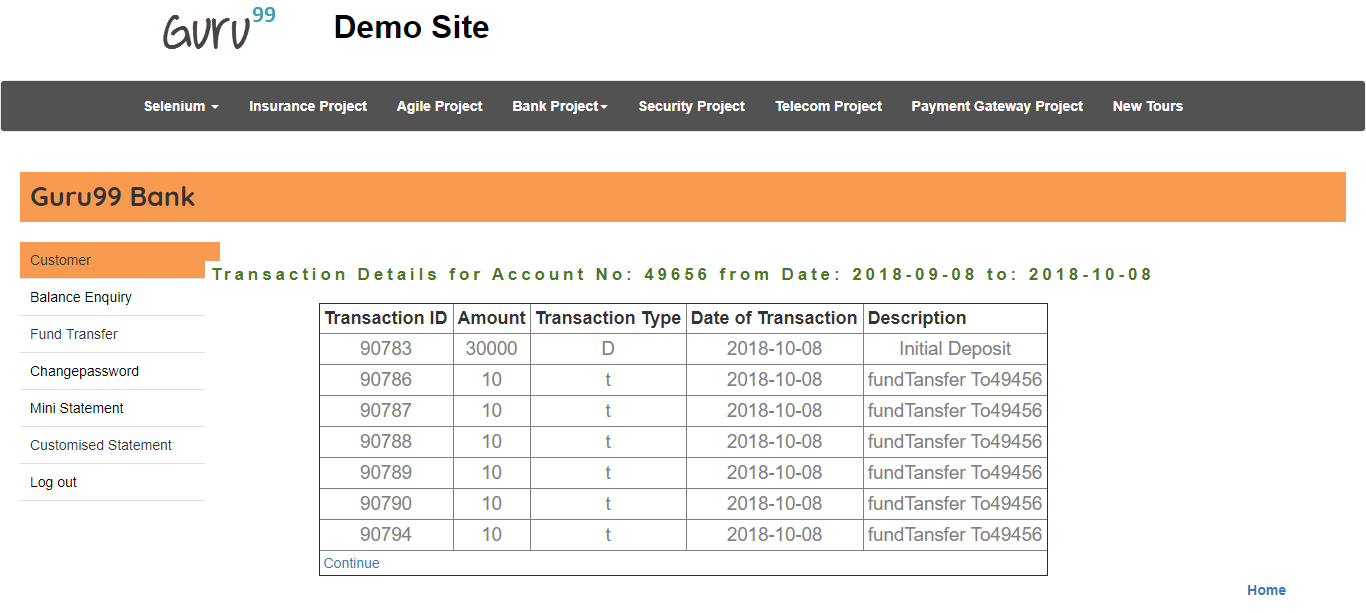 Guru99 Demo Site
Selenium Insurance Project Agile Project Bank Project Security Project Telecom Project Payment Gateway Project New Tours
Guru99 Bank
Customer
Balance Enquiry
Fund Transfer
Changepassword
Mini Statement
Customised Statement
Log out
Transaction Details for Account No: 49656 from Date: 2018-09-08 to: 2018-10-08
Transaction ID Amount Transaction Type Date of Transaction Description
90783 30000 D 2018-10-08 Initial Deposit
90786 10 t 2018-10-08 fundTansfer To49456
90787 10 t 2018-10-08 fundTansfer To49456
90788 10 t 2018-10-08 fundTansfer To49456
90789 10 t 2018-10-08 fundTansfer To49456
90790 10 t 2018-10-08 fundTansfer To49456
90794 10 t 2018-10-08 fundTansfer To49456
Continue
Home